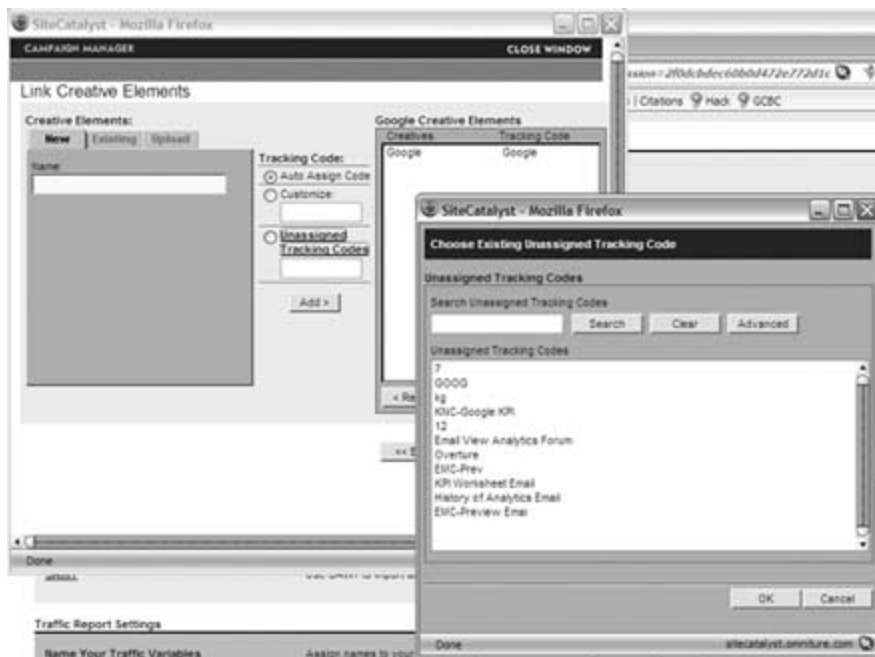 SiteCatalyst - Mozilla Firefox
CAMPAIGN MANAGER
CLOSE WINDOW
Link Creative Elements
Creative Elements:
New Existing Upload
Name
Tracking Code:
Auto Assign Code
Customize
Unassigned
Tracking Codes
Add >
Google Creative Elements
Creatives Tracking Code
Google Google
< Re
<<
Done
| Citations Hack GCBC
SiteCatalyst - Mozilla Firefox
Choose Existing Unassigned Tracking Code
Unassigned Tracking Codes
Search Unassigned Tracking Codes
Search Clear Advanced
Unassigned Tracking Codes
7
GOOG
kg
KNC-Google KPI
12
Email View Analytics Forum
Overture
EMC-Prev
KPI Worksheet Email
History of Analytics Email
EMC-Preview Emai
OK Cancel
Done
sitecatalyst.omniture.com
Traffic Report Settings
Name Your Traffic Variables
Assign names to your